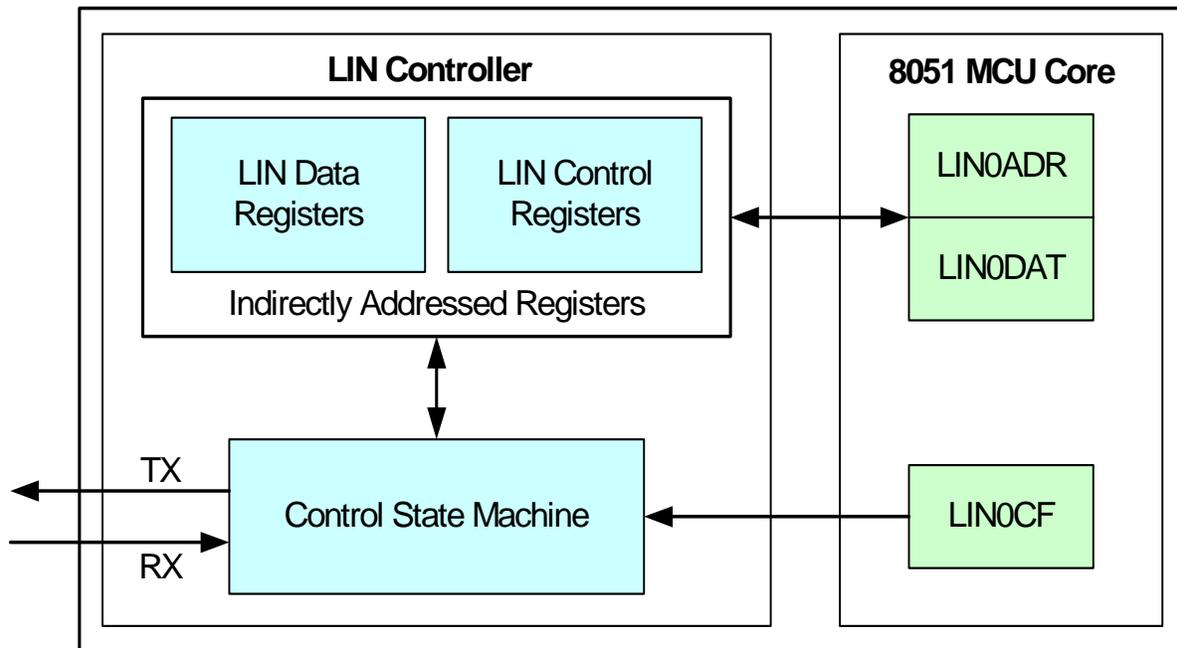 LIN Controller
8051 MCU Core
LIN Data
Registers
LIN Control
Registers
LIN0ADR
LIN0DAT
Indirectly Addressed Registers
TX
Control State Machine
LIN0CF
RX